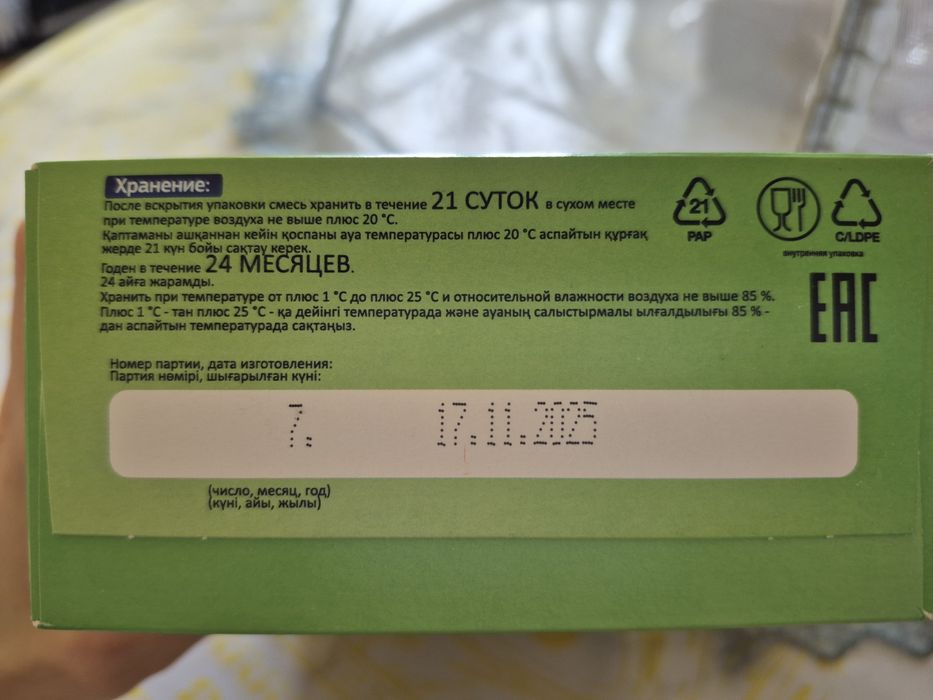 Хранение:
После вскрытия упаковки смесь хранить в течение 21 СУТОК в сухом месте
при температуре воздуха не выше плюс 20 °С.
Қаптаманы ашқаннан кейін қоспаны ауа температурасы плюс 20 °С аспайтын құрғақ
жерде 21 күн бойы сақтау керек.
Годен в течение 24 МЕСЯЦЕВ.
24 айға жарамды.
Хранить при температуре от плюс 1 °С до плюс 25 °С и относительной влажности воздуха не выше 85 %.
Плюс 1 °С - тан плюс 25 °С - қа дейінгі температурада және ауаның салыстырмалы ылғалдылығы 85 % -
дан аспайтын температурада сақтаңыз.
21
PAP
C/LDPE
внутренняя упаковка
EAC
Номер партии, дата изготовления:
Партия нөмірі, шығарылған күні:
7. 17.11.2025
(число, месяц, год)
(күні, айы, жылы)